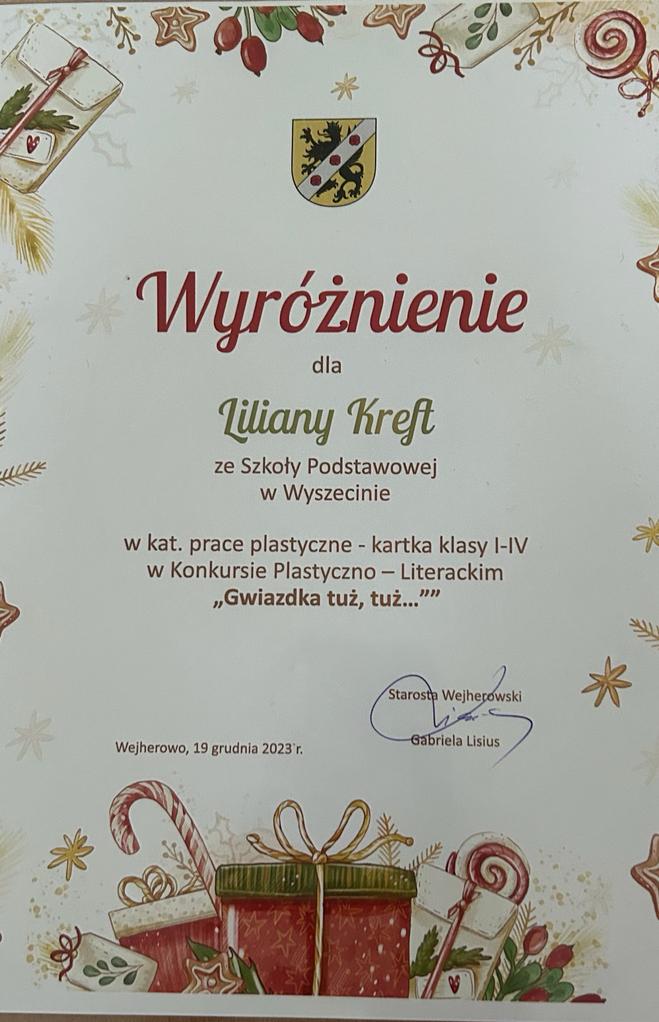 Wyróżnienie
dla
Liliany Kreft
ze Szkoły Podstawowej
w Wyszecinie
w kat. prace plastyczne - kartka klasy I-IV
w Konkursie Plastyczno – Literackim
„Gwiazdka tuż, tuż...””
Starosta Wejherowski
Gabriela Lisius
Wejherowo, 19 grudnia 2023 r.